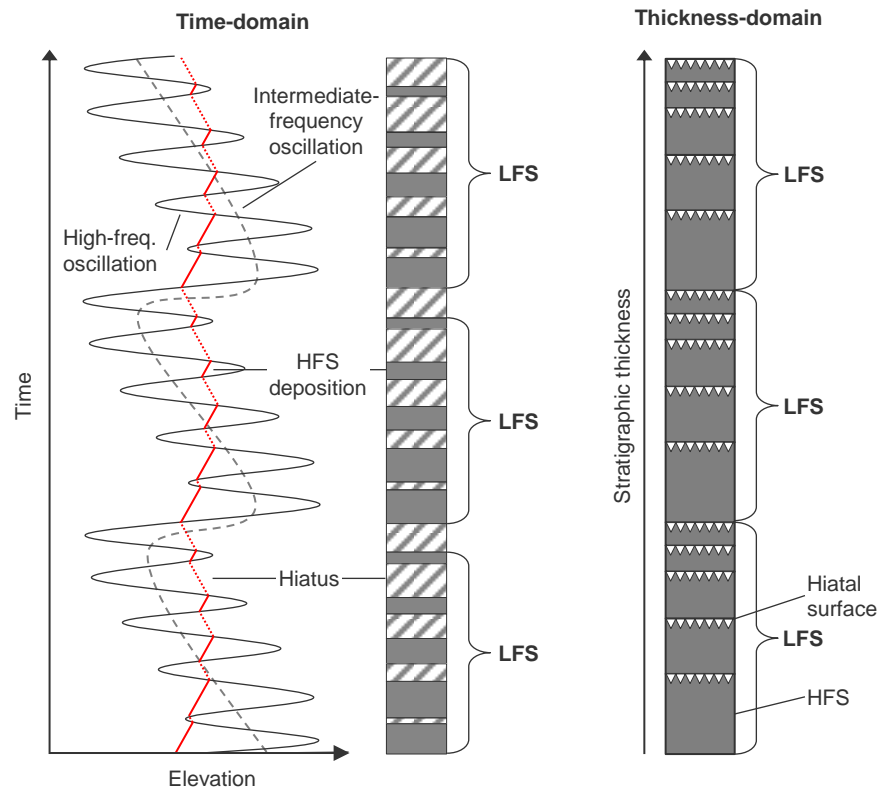 Time-domain
Thickness-domain
Intermediate-
frequency
oscillation
LFS
LFS
High-freq.
oscillation
Time
HFS
deposition
Stratigraphic thickness
LFS
LFS
Hiatus
Hiatal
surface
LFS
LFS
HFS
Elevation